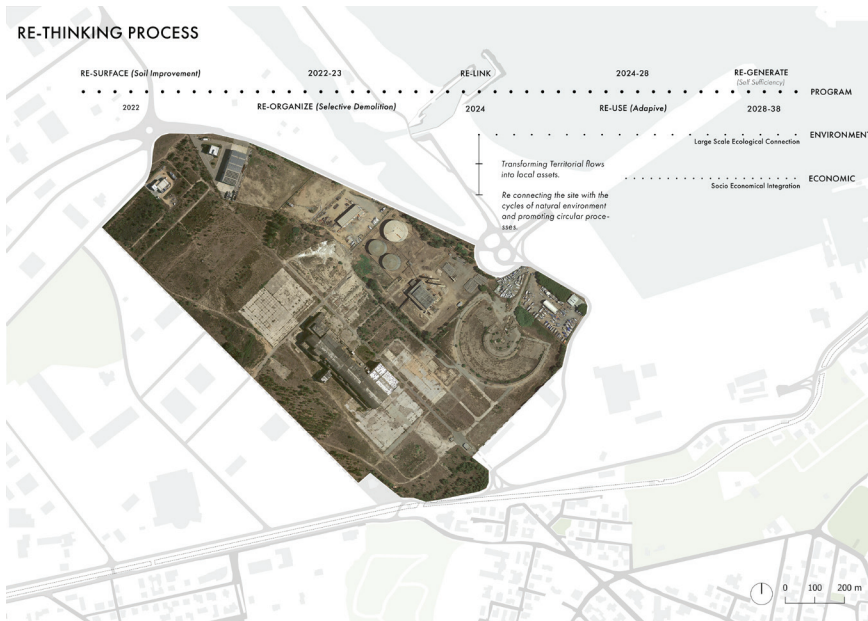 RE-THINKING PROCESS
RE-SURFACE (Soil Improvement)
2022-23
RE-LINK
2024-28
RE-GENERATE
(Self Sufficiency)
PROGRAM
2022
RE-ORGANIZE (Selective Demolition)
2024
RE-USE (Adapive)
2028-38
ENVIRONMENT
Large Scale Ecological Connection
Transforming Territorial flows
into local assets.
ECONOMIC
Socio Economical Integration
Re connecting the site with the
cycles of natural environment
and promoting circular proce-
sses.
0 100 200 m